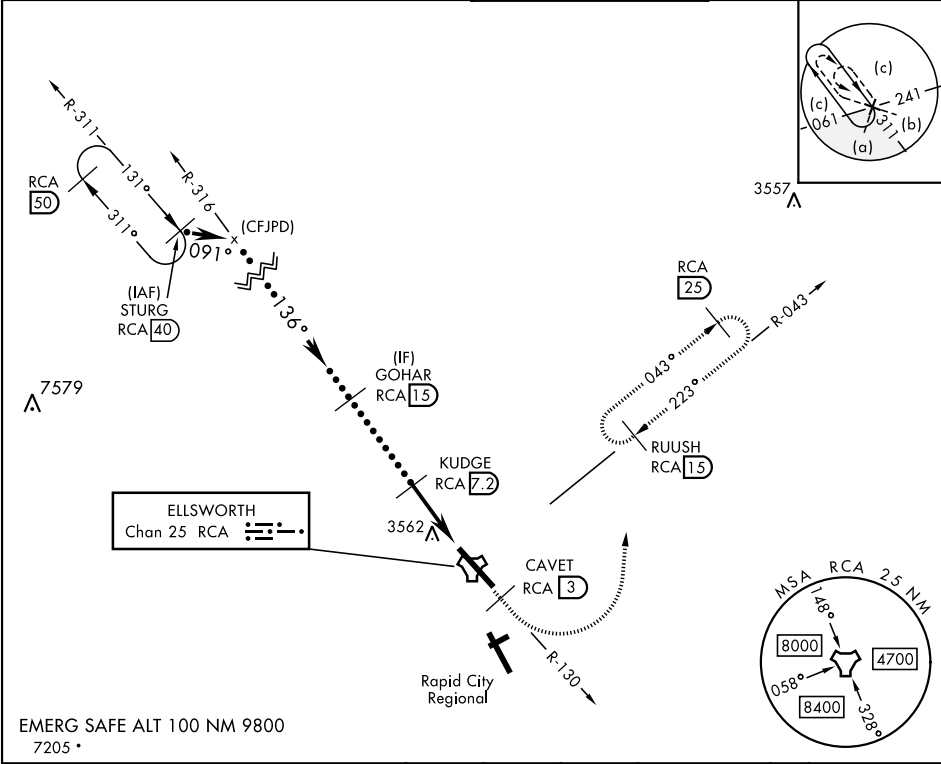 (c)
(c)
241
061
311
(b)
(a)
3557
R-311
R-316
RCA
50
131°
311°
(CFJPD)
091°
(IAF)
STURG
RCA 40
136°
RCA
25
R-043
043°
223°
(IF)
GOHAR
RCA 15
7579
RUUSH
RCA 15
KUDGE
RCA 7.2
ELLSWORTH
Chan 25 RCA
3562
CAVET
RCA 3
MSA RCA 25 NM
148°
8000
4700
R-130
Rapid City
Regional
058°
8400
328°
EMERG SAFE ALT 100 NM 9800
7205